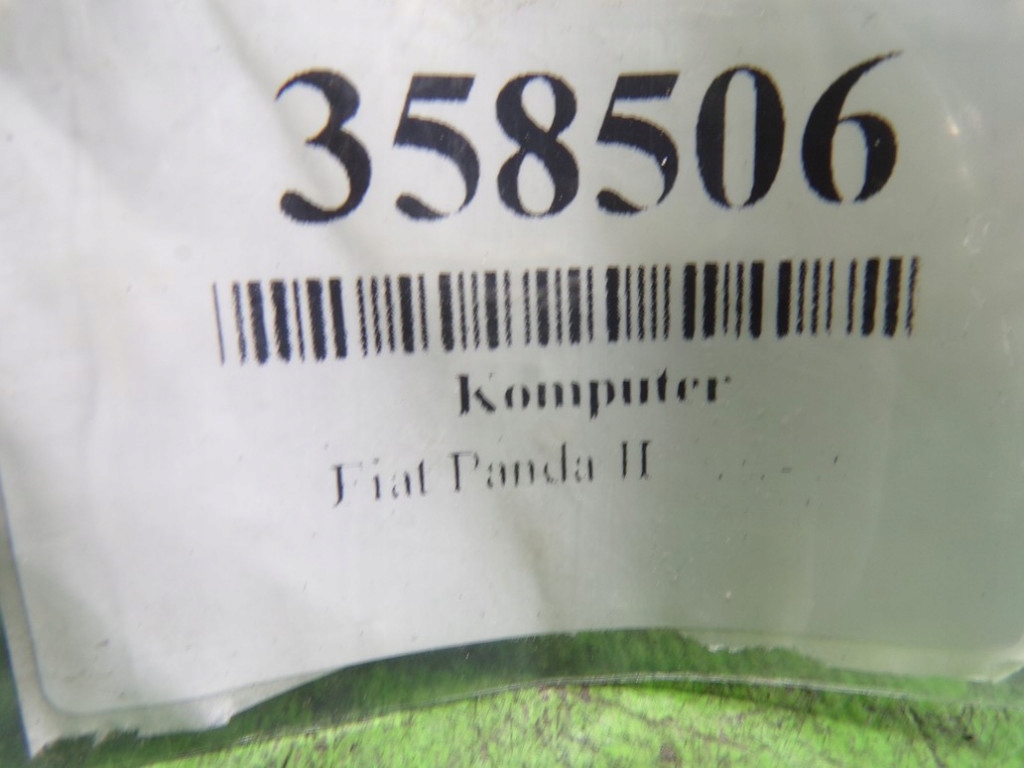 358506
Komputer
Fiat Panda II